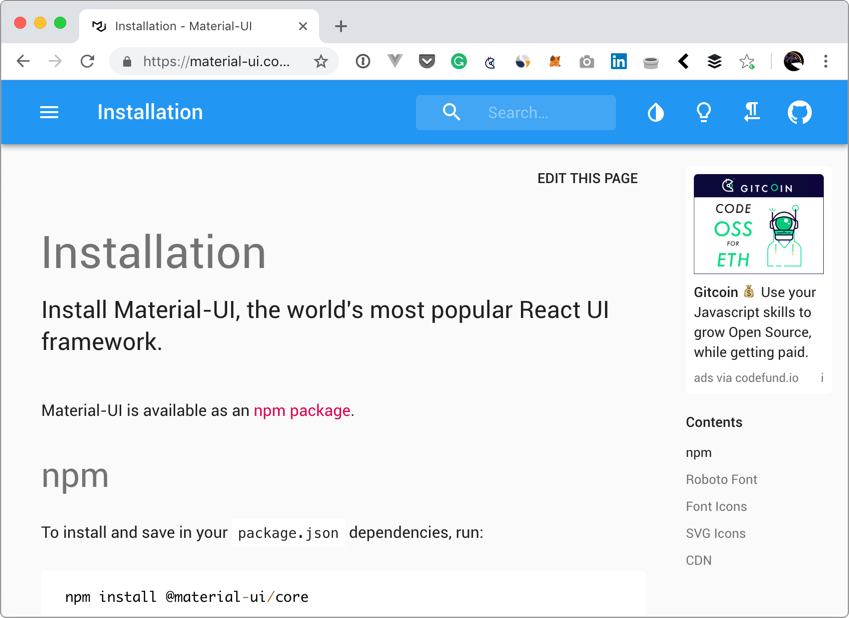 Installation - Material-UI
https://material-ui.co...
Installation
Search...
EDIT THIS PAGE
GITCOIN
CODE
OSS
FOR
ETH
Installation
Install Material-UI, the world's most popular React UI
framework.
Gitcoin 💰 Use your
Javascript skills to
grow Open Source,
while getting paid.
ads via codefund.io i
Material-UI is available as an npm package.
npm
To install and save in your package.json dependencies, run:
npm install @material-ui/core
Contents
npm
Roboto Font
Font Icons
SVG Icons
CDN